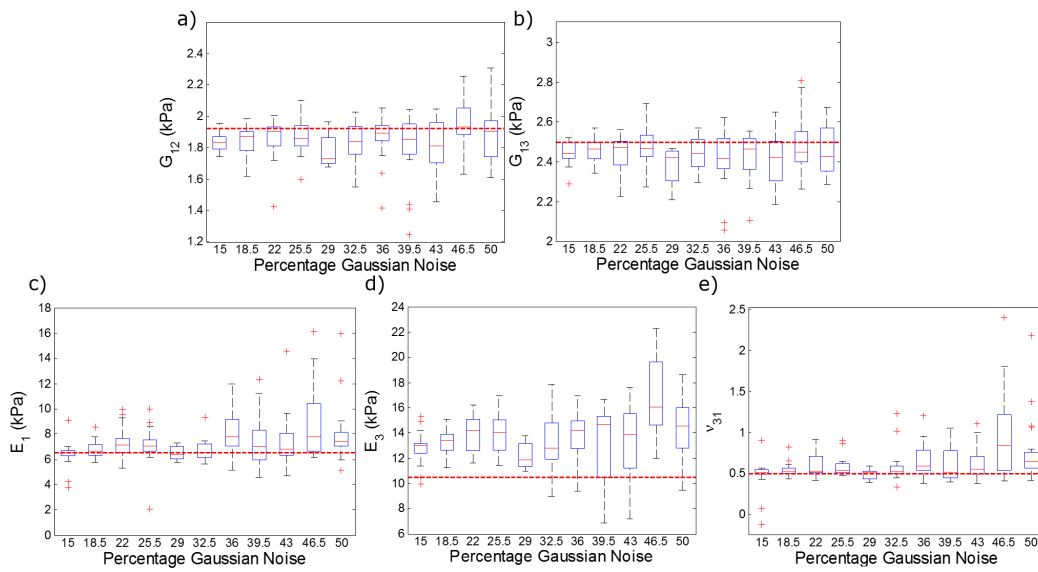 a)
G12 (kPa)
2.4
2.2
2
1.8
1.6
1.4
1.2
15 18.5 22 25.5 29 32.5 36 39.5 43 46.5 50
Percentage Gaussian Noise
b)
G13 (kPa)
3
2.8
2.6
2.4
2.2
2
15 18.5 22 25.5 29 32.5 36 39.5 43 46.5 50
Percentage Gaussian Noise
c)
E1 (kPa)
18
16
14
12
10
8
6
4
2
0
15 18.5 22 25.5 29 32.5 36 39.5 43 46.5 50
Percentage Gaussian Noise
d)
E3 (kPa)
24
22
20
18
16
14
12
10
8
6
15 18.5 22 25.5 29 32.5 36 39.5 43 46.5 50
Percentage Gaussian Noise
e)
ν31
2.5
2
1.5
1.0
0.5
0
15 18.5 22 25.5 29 32.5 36 39.5 43 46.5 50
Percentage Gaussian Noise